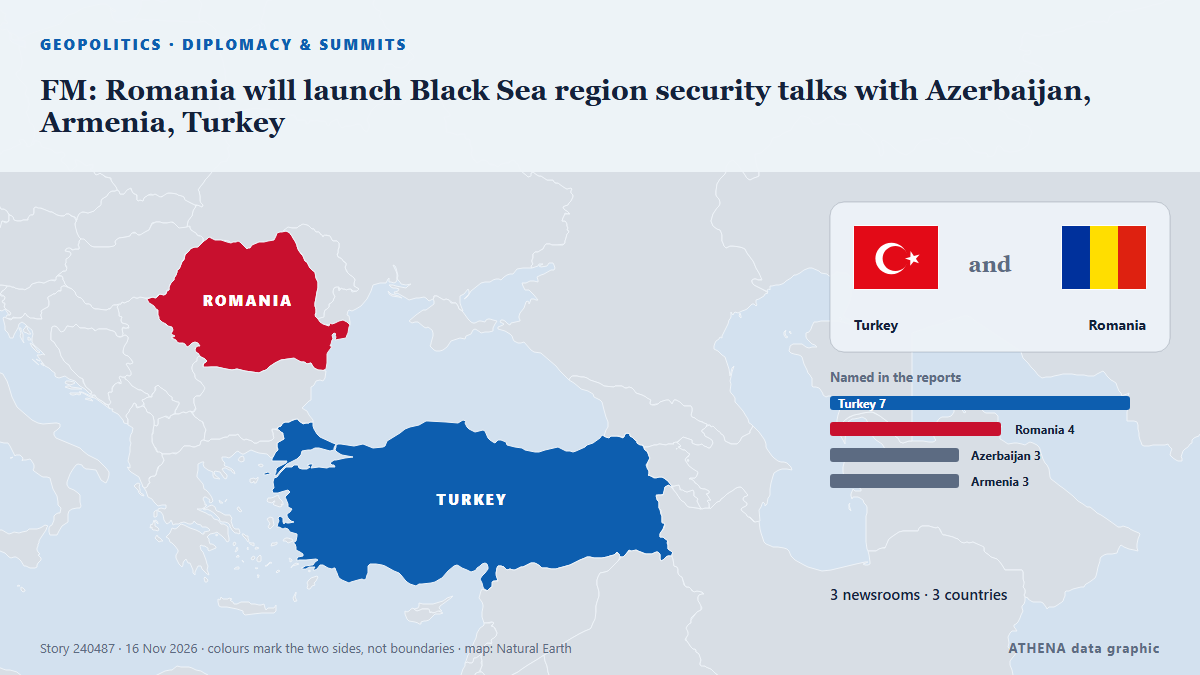 GEOPOLITICS · DIPLOMACY & SUMMITS
FM: Romania will launch Black Sea region security talks with Azerbaijan,
Armenia, Turkey
ROMANIA
TURKEY
and
Turkey
Romania
Named in the reports
Turkey 7
Romania 4
Azerbaijan 3
Armenia 3
3 newsrooms · 3 countries
Story 240487 · 16 Nov 2026 · colours mark the two sides, not boundaries · map: Natural Earth
ATHENA data graphic